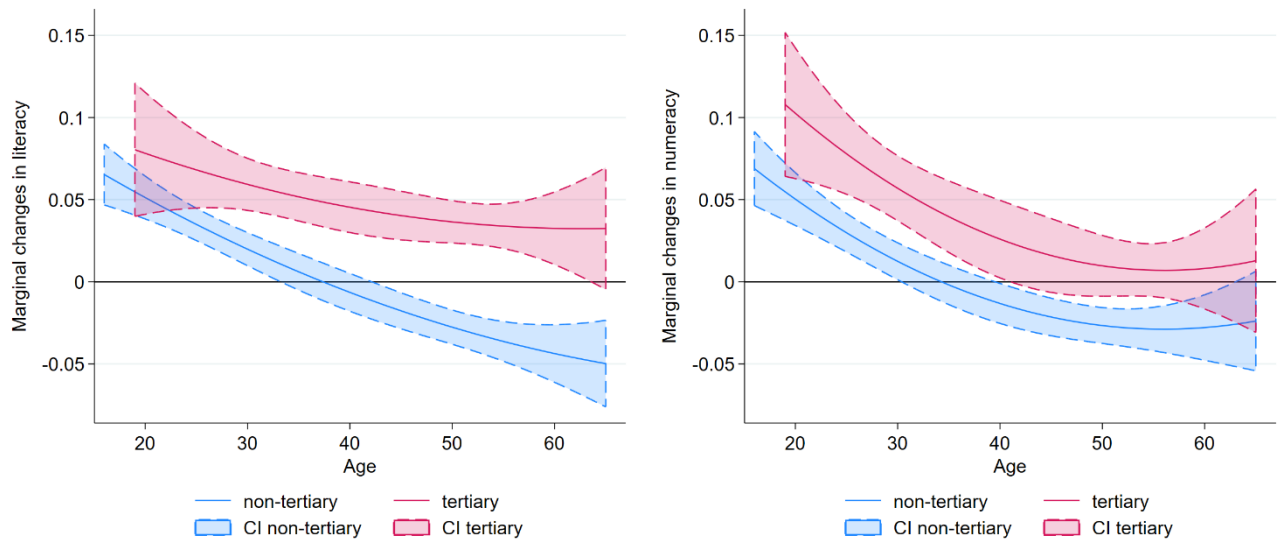 Marginal changes in literacy
0.15
0.1
0.05
0
-0.05
20 30 40 50 60
Age
non-tertiary tertiary
CI non-tertiary CI tertiary
Marginal changes in numeracy
0.15
0.1
0.05
0
-0.05
20 30 40 50 60
Age
non-tertiary tertiary
CI non-tertiary CI tertiary